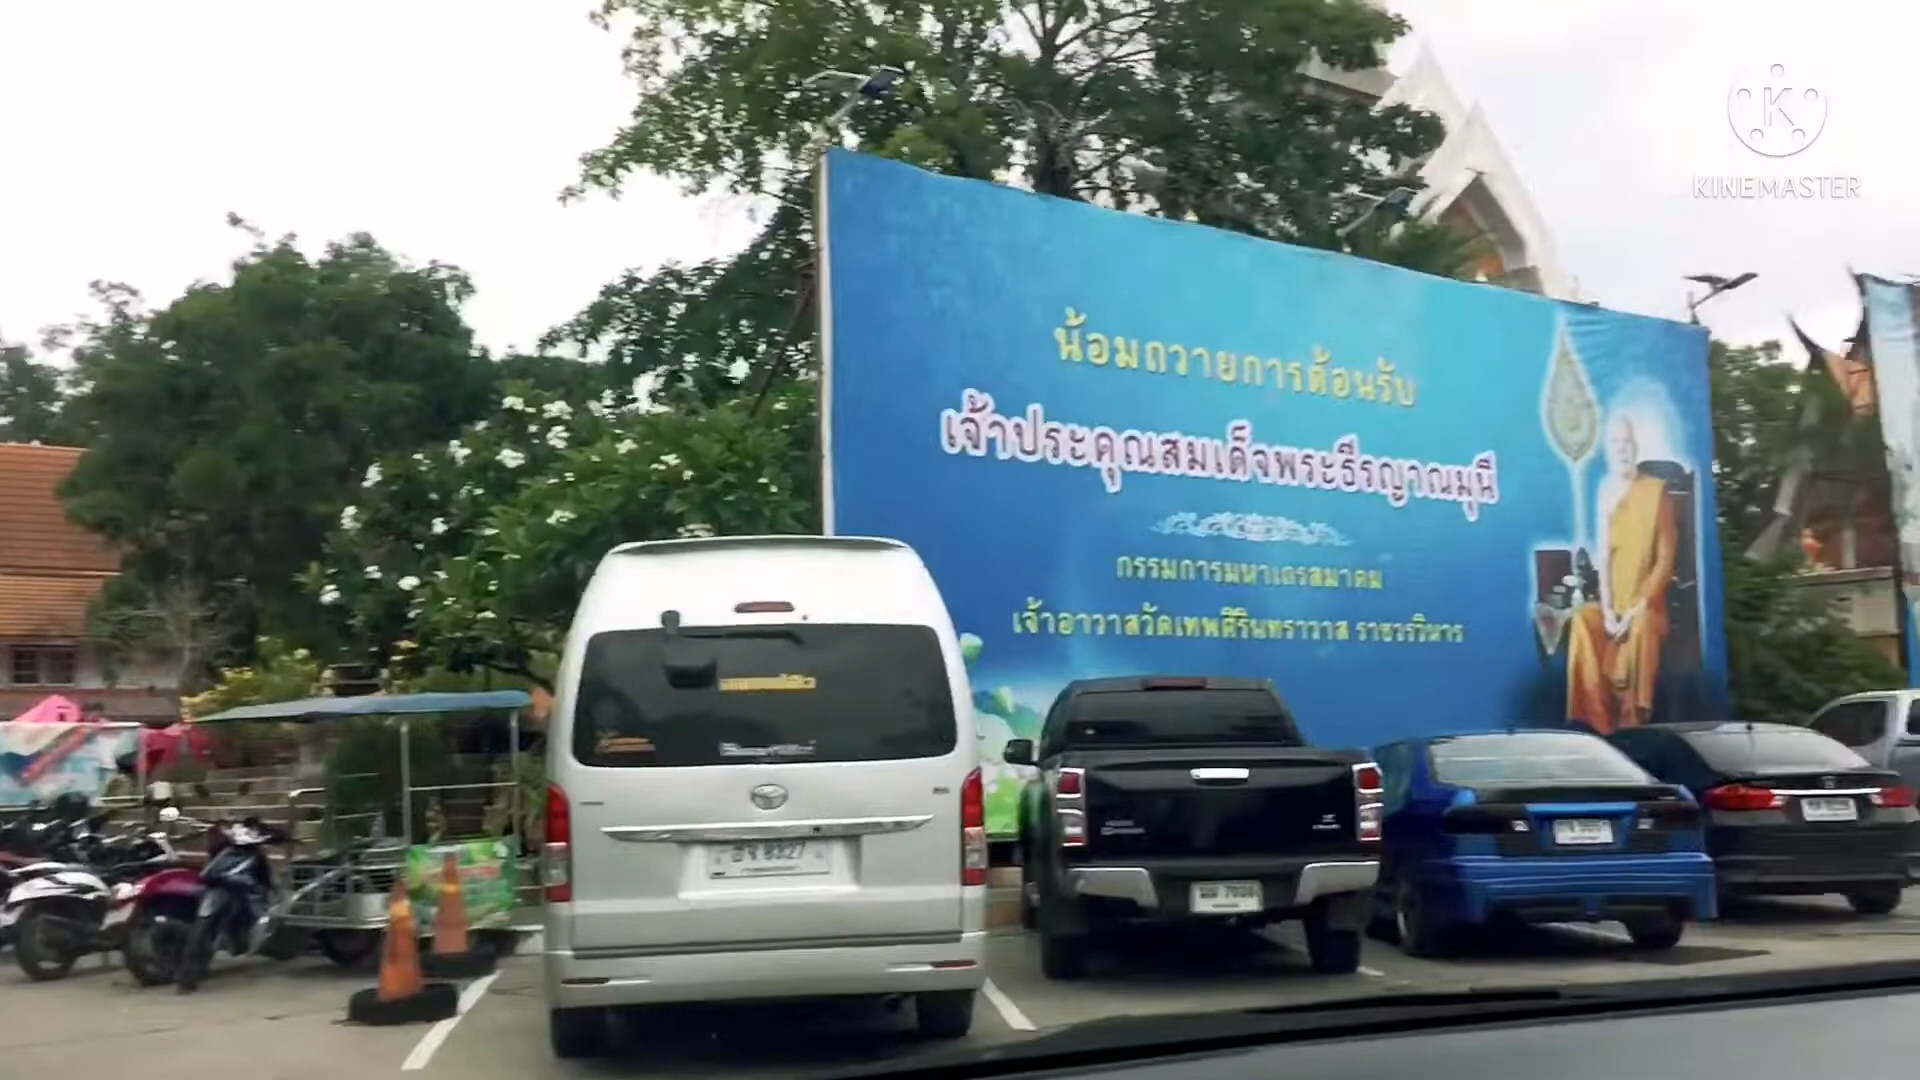 KINEMASTER
น้อมถวายการต้อนรับ
เจ้าประคุณสมเด็จพระธีรญาณมุนี
กรรมการมหาเถรสมาคม
เจ้าอาวาสวัดเทพศิรินทราวาส ราชวรวิหาร